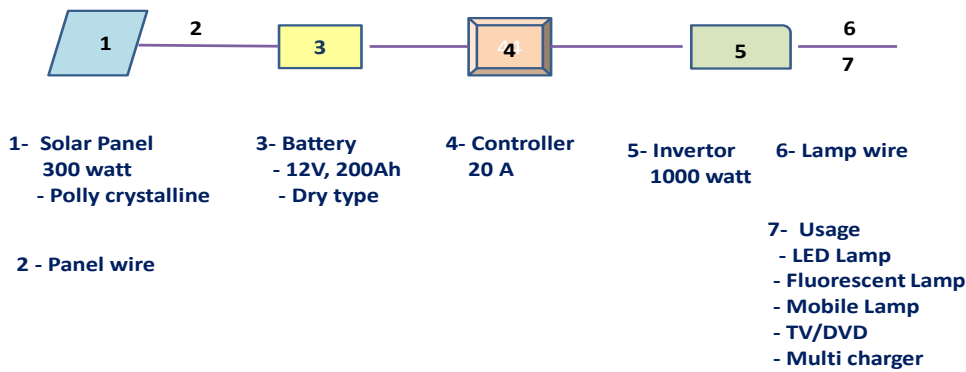 1
2
3
4
5
6
7
1- Solar Panel
300 watt
- Polly crystalline
2 - Panel wire
3- Battery
- 12V, 200Ah
- Dry type
4- Controller
20 A
5- Invertor
1000 watt
6- Lamp wire
7- Usage
- LED Lamp
- Fluorescent Lamp
- Mobile Lamp
- TV/DVD
- Multi charger